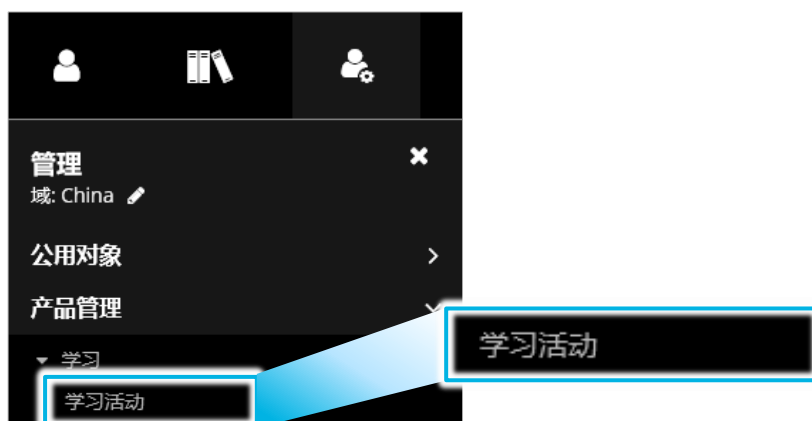 管理
域: China
公用对象
产品管理
学习
学习活动
学习活动